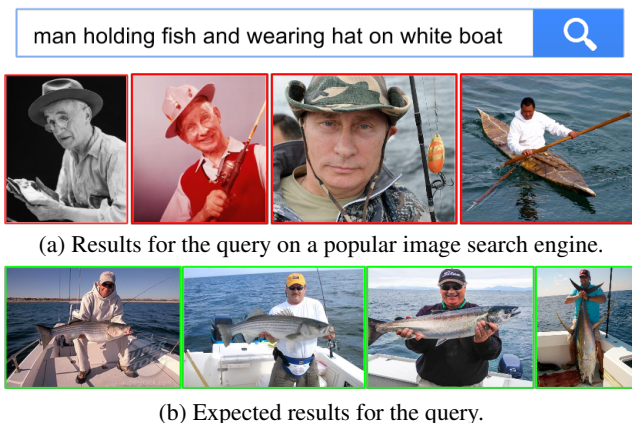 man holding fish and wearing hat on white boat
(a) Results for the query on a popular image search engine.
(b) Expected results for the query.